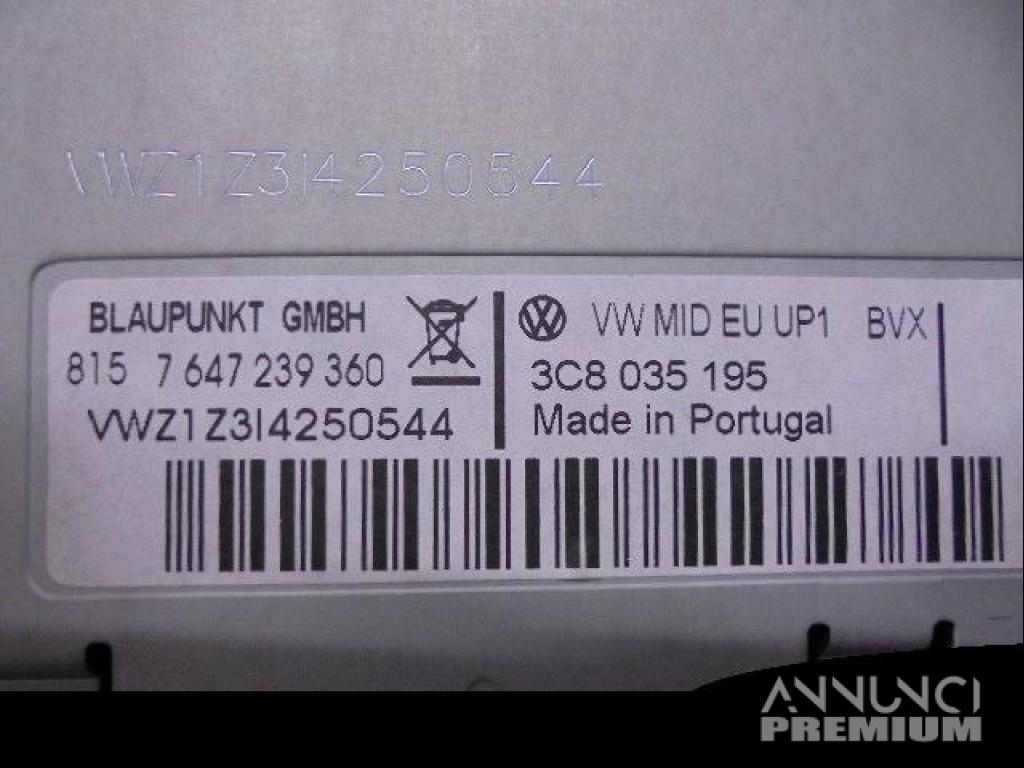 VWZ1Z3I4250544
BLAUPUNKT GMBH
815 7 647 239 360
VWZ1Z3I4250544
VW MID EU UP1 BVX
3C8 035 195
Made in Portugal
ANNUNCI
PREMIUM